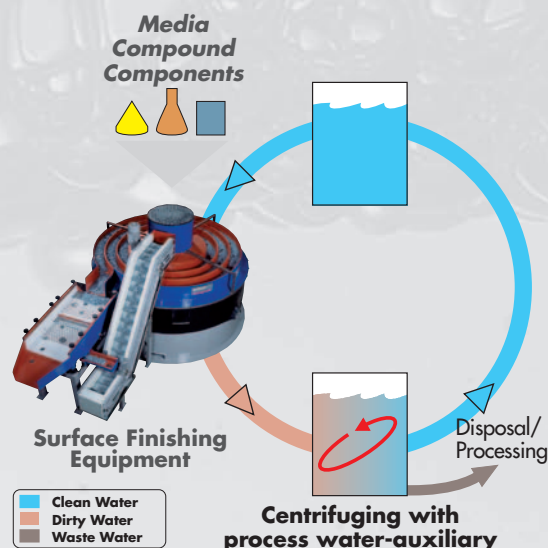 Media
Compound
Components
Surface Finishing
Equipment
Disposal/
Processing
Clean Water
Dirty Water
Waste Water
Centrifuging with
process water-auxiliary